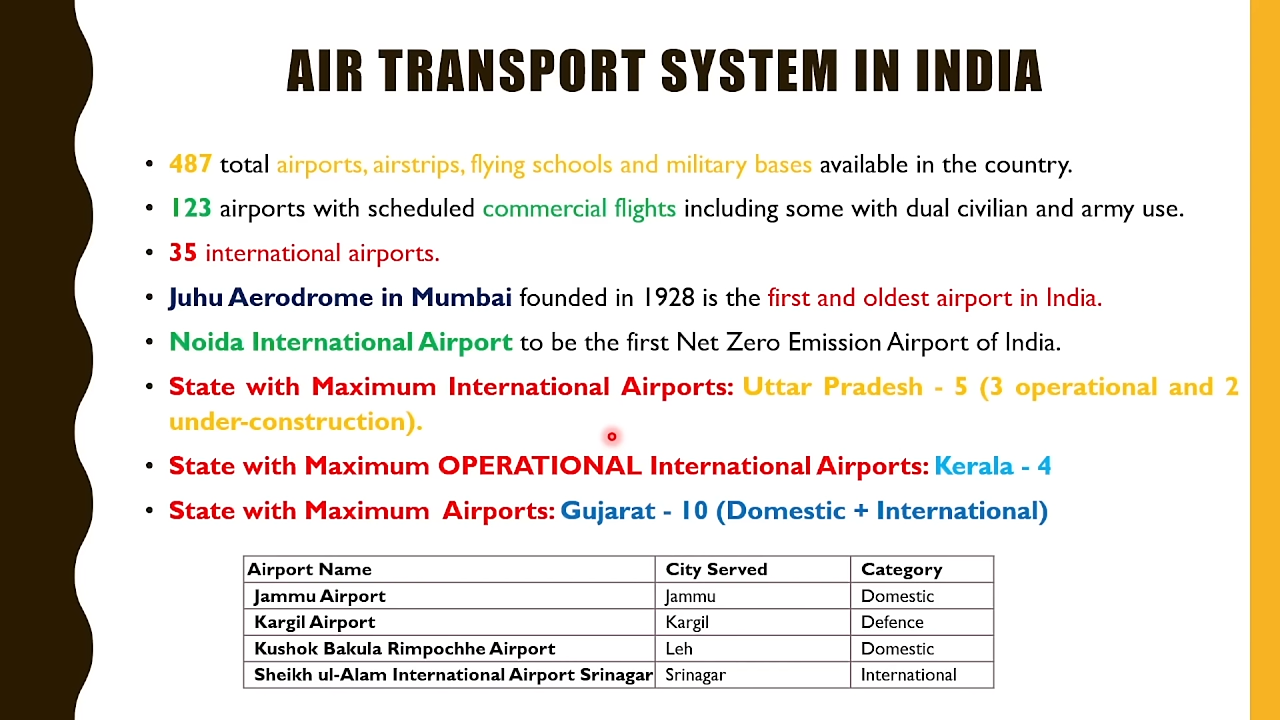 AIR TRANSPORT SYSTEM IN INDIA
• 487 total airports, airstrips, flying schools and military bases available in the country.
• 123 airports with scheduled commercial flights including some with dual civilian and army use.
• 35 international airports.
• Juhu Aerodrome in Mumbai founded in 1928 is the first and oldest airport in India.
• Noida International Airport to be the first Net Zero Emission Airport of India.
• State with Maximum International Airports: Uttar Pradesh - 5 (3 operational and 2
under-construction).
• State with Maximum OPERATIONAL International Airports: Kerala - 4
• State with Maximum Airports: Gujarat - 10 (Domestic + International)
Airport Name City Served Category
Jammu Airport Jammu Domestic
Kargil Airport Kargil Defence
Kushok Bakula Rimpochhe Airport Leh Domestic
Sheikh ul-Alam International Airport Srinagar Srinagar International